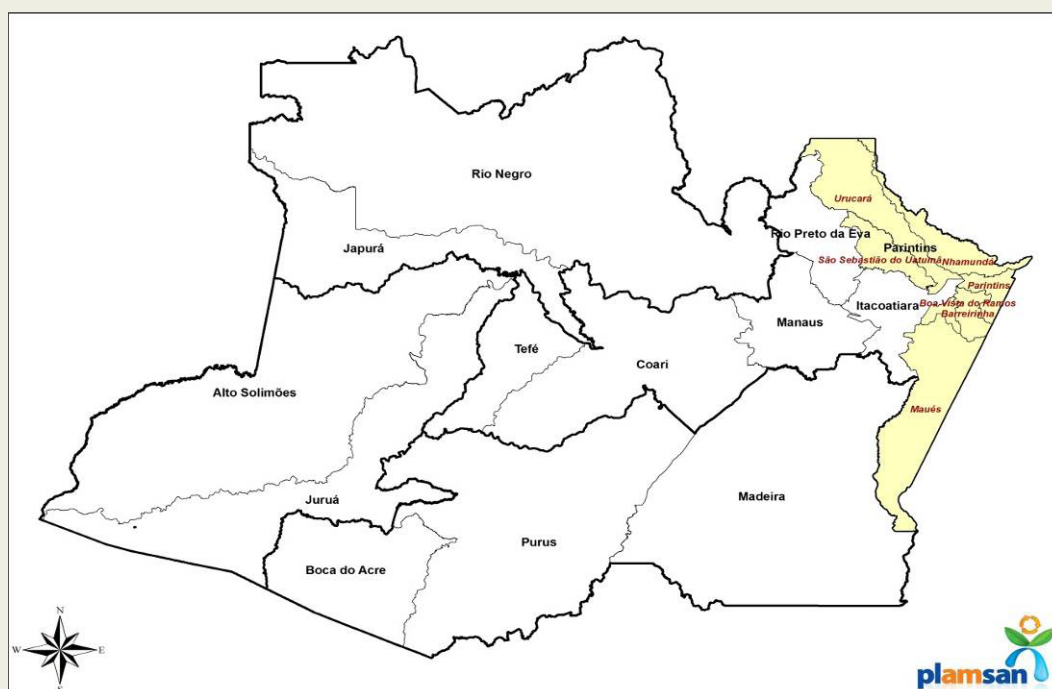 Rio Negro
Urucará
Rio Preto da Eva
Parintins
Japurá
São Sebastião do Uatumã
Nhamundá
Parintins
Itacoatiara
Boa Vista do Ramos
Barreirinha
Manaus
Tefé
Coari
Alto Solimões
Maués
Juruá
Madeira
Purus
Boca do Acre
N
W
E
S
plamsan